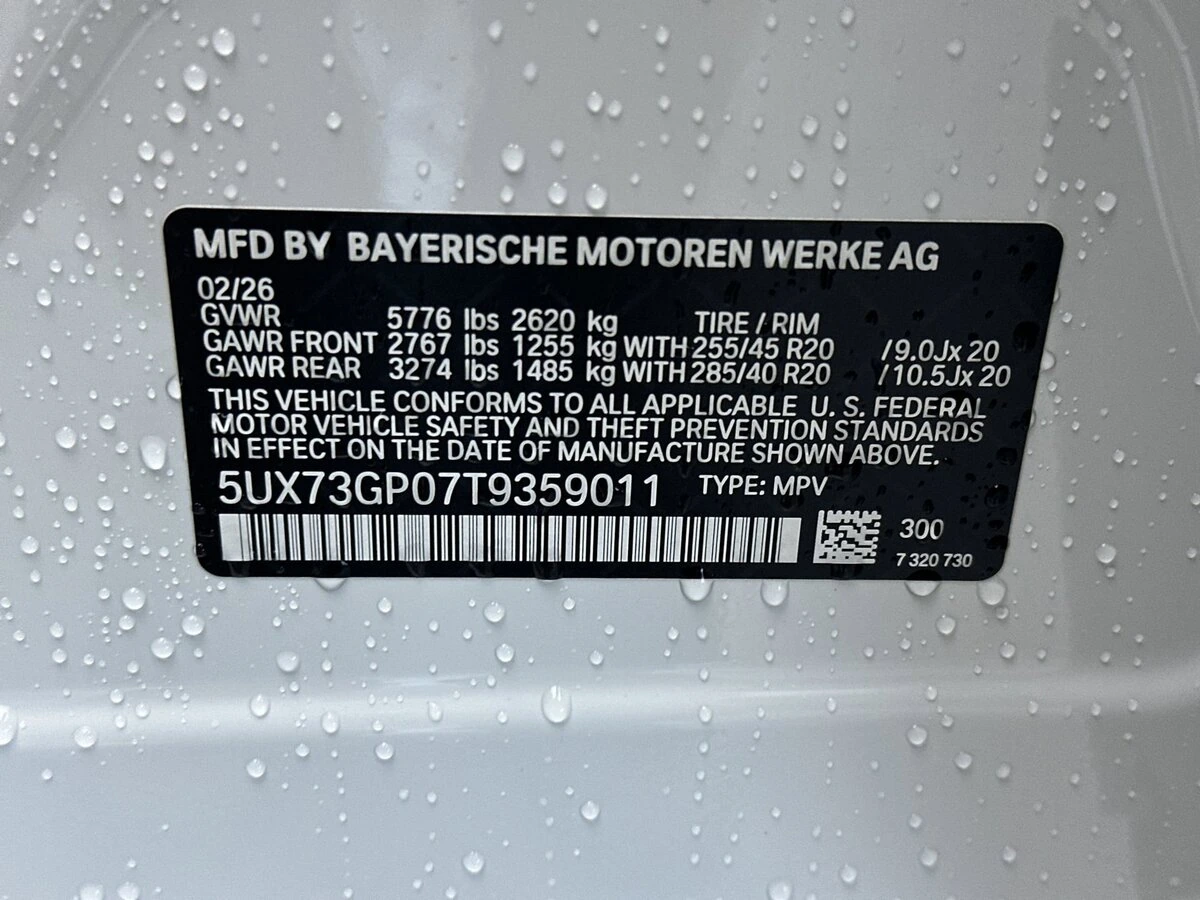 MFD BY BAYERISCHE MOTOREN WERKE AG
02/26
GVWR 5776 lbs 2620 kg TIRE / RIM
GAWR FRONT 2767 lbs 1255 kg WITH 255/45 R20 /9.0Jx 20
GAWR REAR 3274 lbs 1485 kg WITH 285/40 R20 /10.5Jx 20
THIS VEHICLE CONFORMS TO ALL APPLICABLE U. S. FEDERAL
MOTOR VEHICLE SAFETY AND THEFT PREVENTION STANDARDS
IN EFFECT ON THE DATE OF MANUFACTURE SHOWN ABOVE.
5UX73GP07T9359011 TYPE: MPV
300
7 320 730